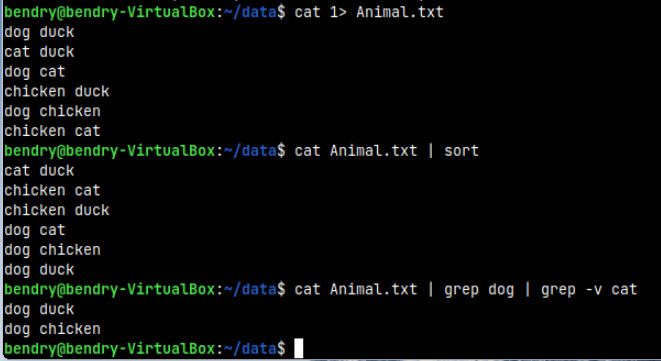 bendry@bendry-VirtualBox:~/data$ cat 1> Animal.txt
dog duck
cat duck
dog cat
chicken duck
dog chicken
chicken cat
bendry@bendry-VirtualBox:~/data$ cat Animal.txt | sort
cat duck
chicken cat
chicken duck
dog cat
dog chicken
dog duck
bendry@bendry-VirtualBox:~/data$ cat Animal.txt | grep dog | grep -v cat
dog duck
dog chicken
bendry@bendry-VirtualBox:~/data$